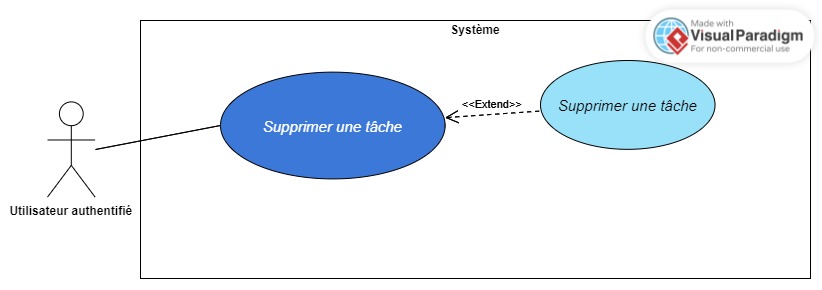 Made with
Visual Paradigm
For non-commercial use
Système
Supprimer une tâche
<<Extend>>
Supprimer une tâche
Utilisateur authentifié